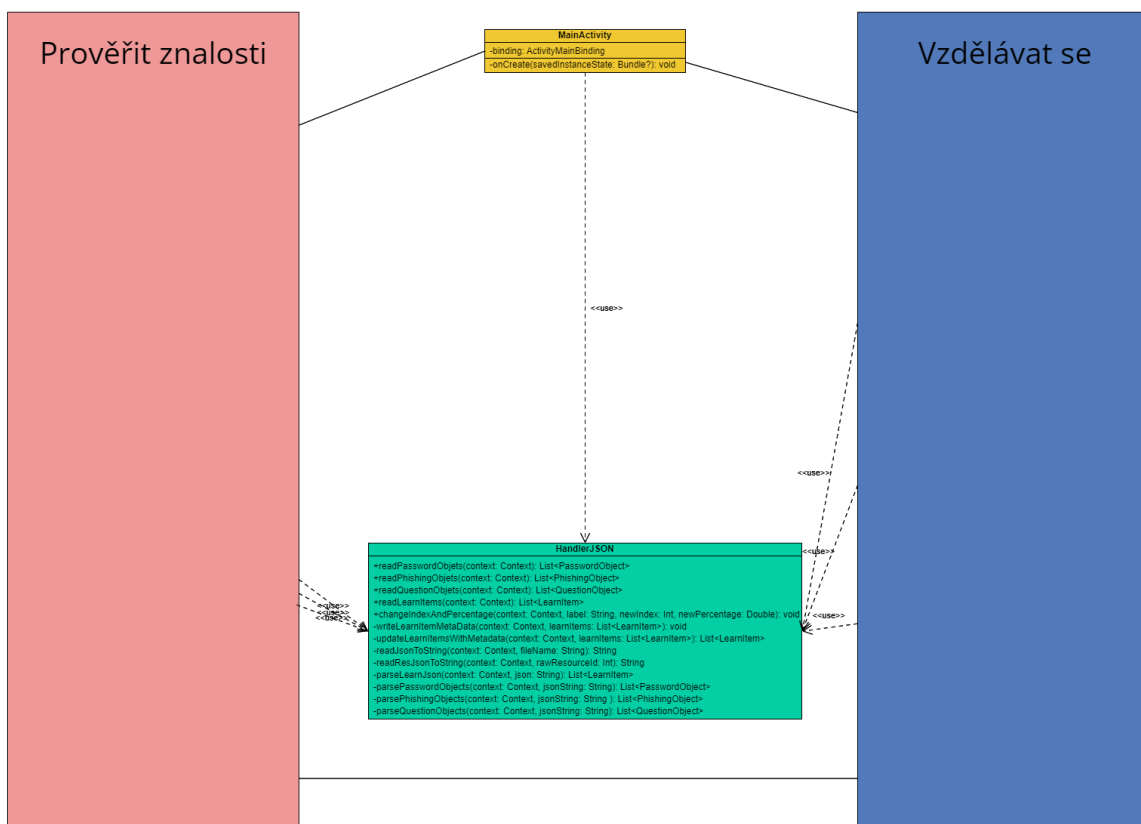 Prověřit znalosti
MainActivity
-binding: ActivityMainBinding
-onCreate(savedInstanceState: Bundle?): void
Vzdělávat se
<<use>>
<<use>>
<<use>>
<<use>>
<<use>>
<<use>>
<<use>>
HandlerJSON
+readPasswordObjets(context: Context): List<PasswordObject>
+readPhishingObjets(context: Context): List<PhishingObject>
+readQuestionObjets(context: Context): List<QuestionObject>
+readLearnItems(context: Context): List<LearnItem>
+changeIndexAndPercentage(context: Context, label: String, newIndex: Int, newPercentage: Double): void
-writeLearnItemMetaData(context: Context, learnItems: List<LearnItem>): void
-updateLearnItemsWithMetadata(context: Context, learnItems: List<LearnItem>): List<LearnItem>
-readJsonToString(context: Context, fileName: String): String
-readResJsonToString(context: Context, rawResourceId: Int): String
-parseLearnJson(context: Context, json: String): List<LearnItem>
-parsePasswordObjects(context: Context, jsonString: String): List<PasswordObject>
-parsePhishingObjects(context: Context, jsonString: String ): List<PhishingObject>
-parseQuestionObjects(context: Context, jsonString: String): List<QuestionObject>